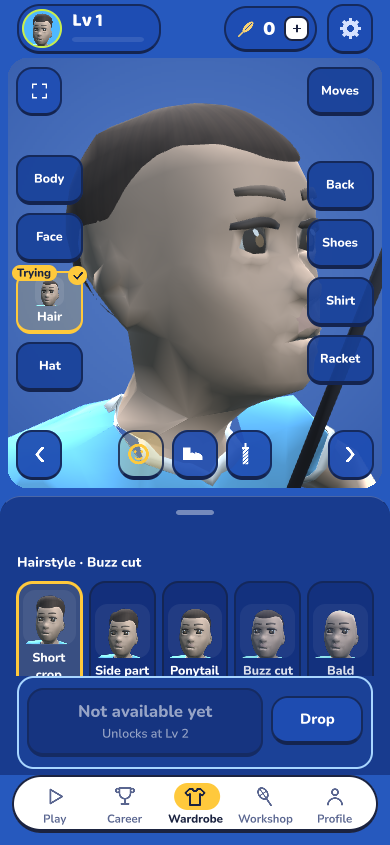 Lv 1
0
+
Moves
Body
Back
Face
Shoes
Trying
Hair
Shirt
Hat
Racket
Hairstyle · Buzz cut
Short
crop
Side part
Ponytail
Buzz cut
Bald
Not available yet
Unlocks at Lv 2
Drop
Play
Career
Wardrobe
Workshop
Profile